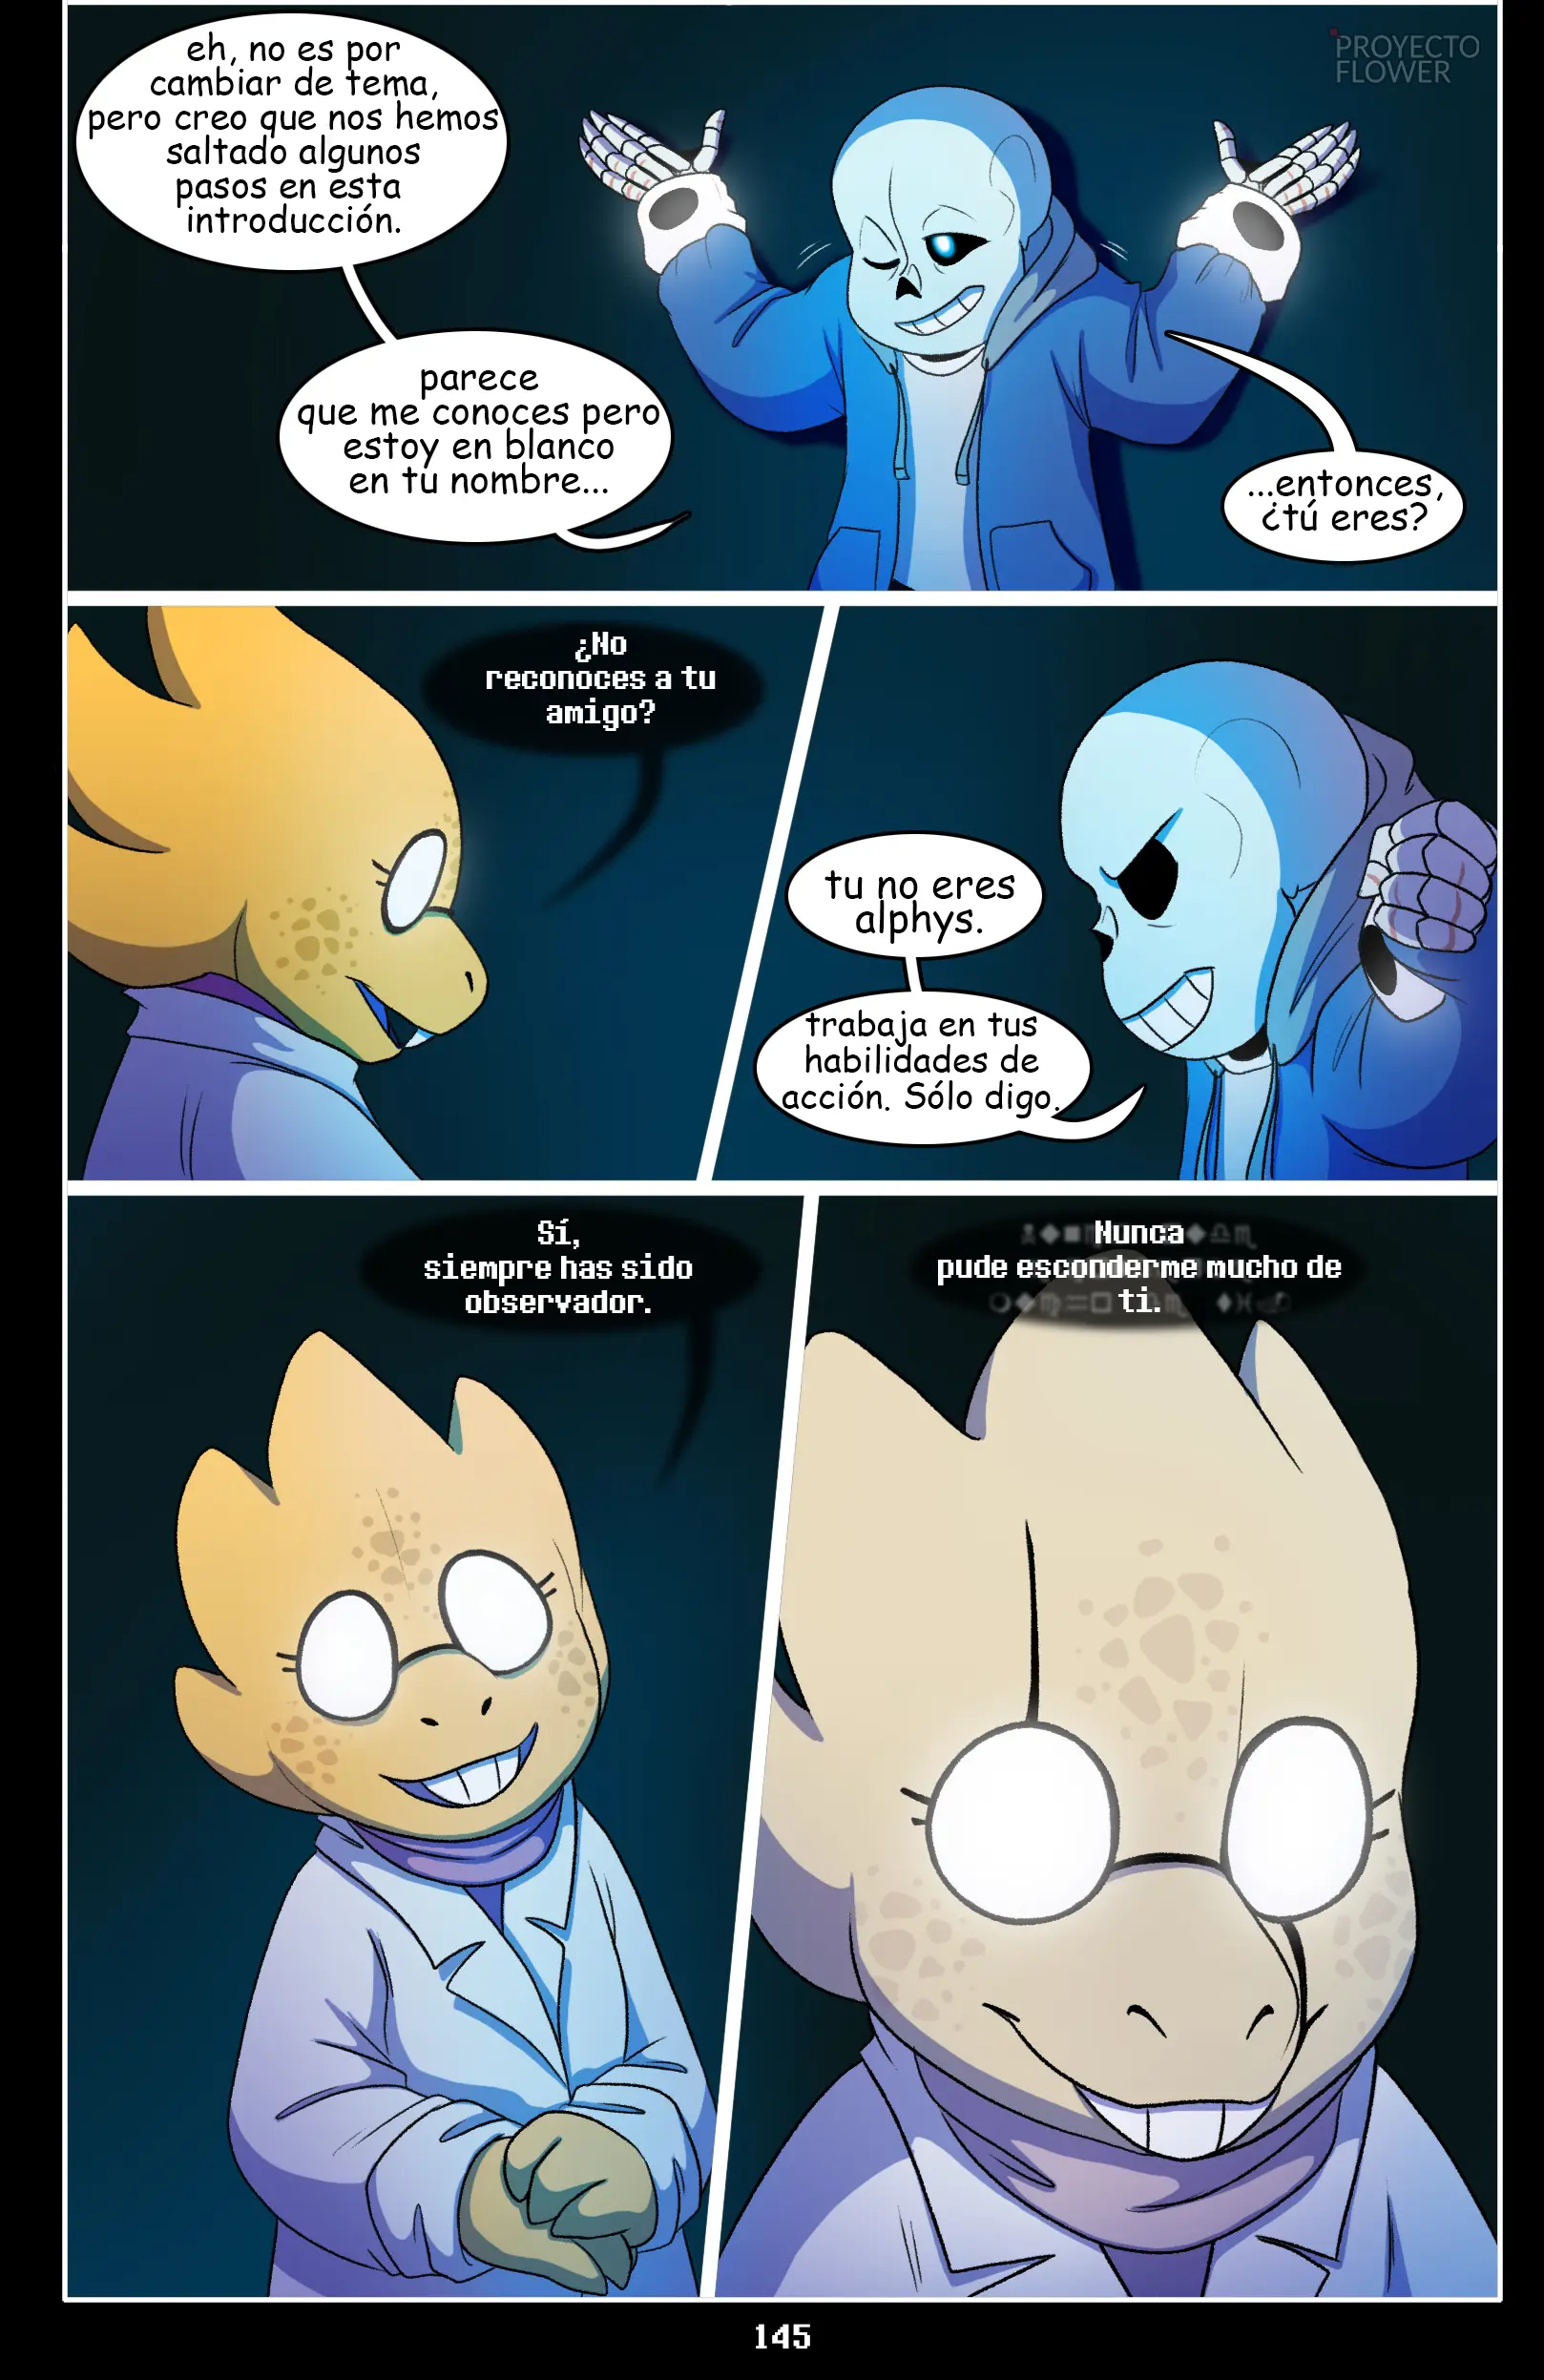 PROYECTO
FLOWER
eh, no es por
cambiar de tema,
pero creo que nos hemos
saltado algunos
pasos en esta
introducción.
parece
que me conoces pero
estoy en blanco
en tu nombre...
...entonces,
¿tú eres?
¿No
reconoces a tu
amigo?
tu no eres
alphys.
trabaja en tus
habilidades de
acción. Sólo digo.
Sí,
siempre has sido
observador.
Nunca
pude esconderme mucho de
ti.
145